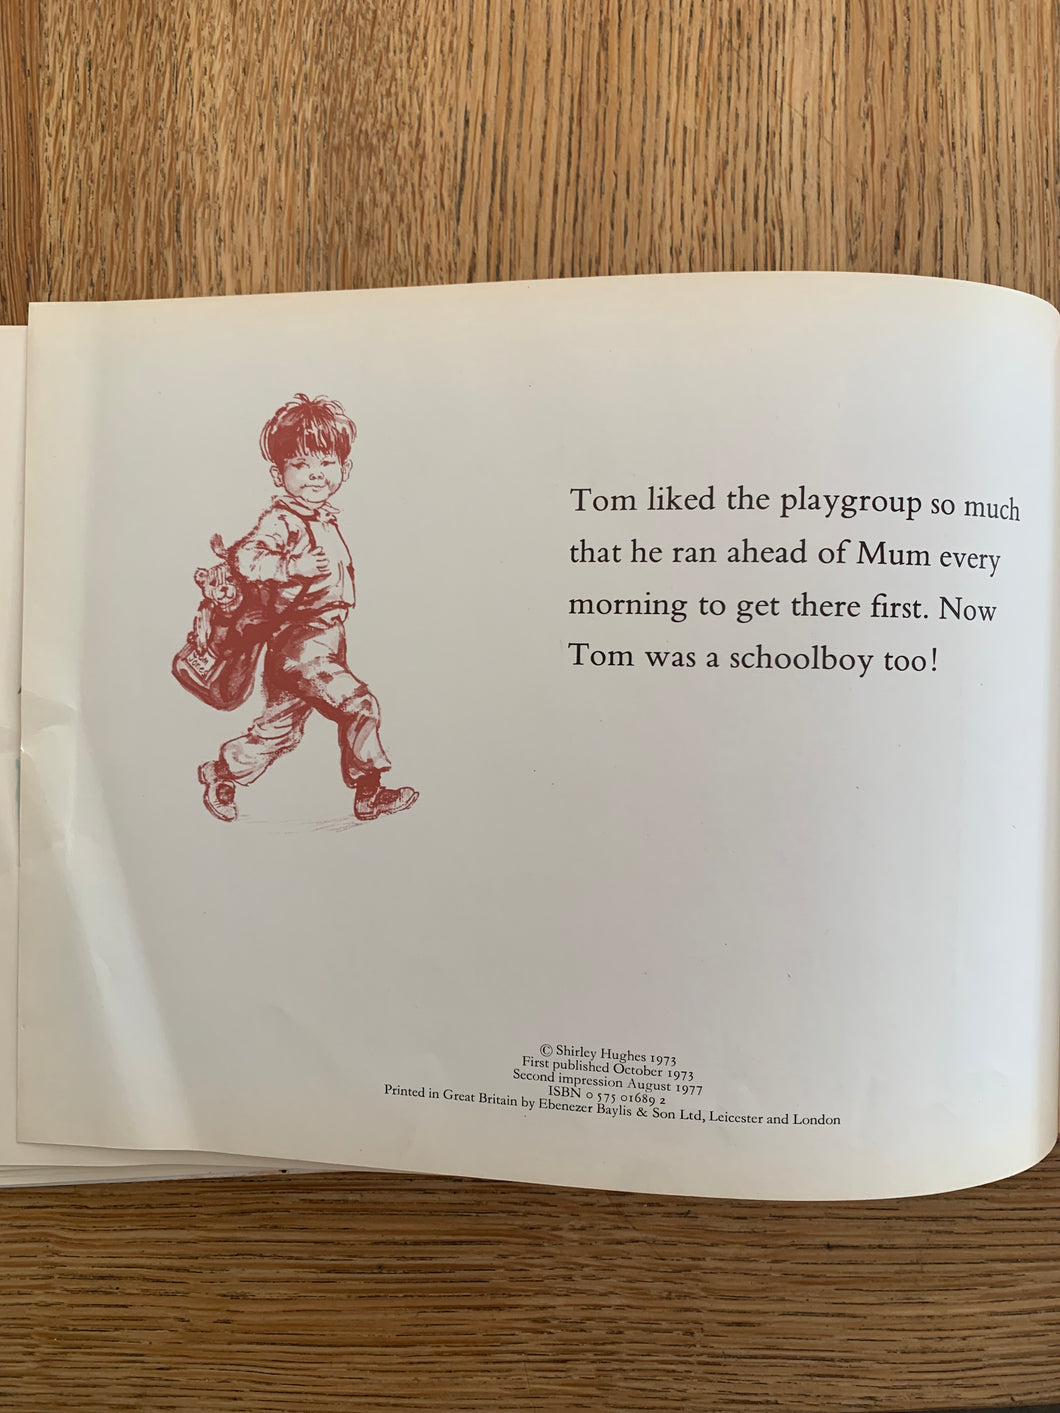 Tom liked the playgroup so much
that he ran ahead of Mum every
morning to get there first. Now
Tom was a schoolboy too!
© Shirley Hughes 1973
First published October 1973
Second impression August 1977
ISBN 0 575 01689 2
Printed in Great Britain by Ebenezer Baylis & Son Ltd, Leicester and London